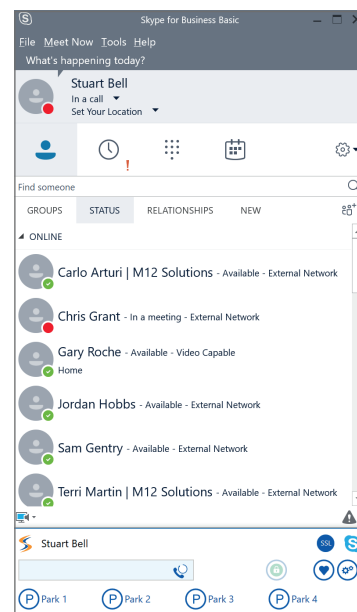 Skype for Business Basic
File Meet Now Tools Help
What's happening today?
Stuart Bell
In a call
Set Your Location
Find someone
GROUPS STATUS RELATIONSHIPS NEW
ONLINE
Carlo Arturi | M12 Solutions - Available - External Network
Chris Grant - In a meeting - External Network
Gary Roche - Available - Video Capable
Home
Jordan Hobbs - Available - External Network
Sam Gentry - Available - External Network
Terri Martin | M12 Solutions - Available - External Network
Stuart Bell SSL
P Park 1 P Park 2 P Park 3 P Park 4